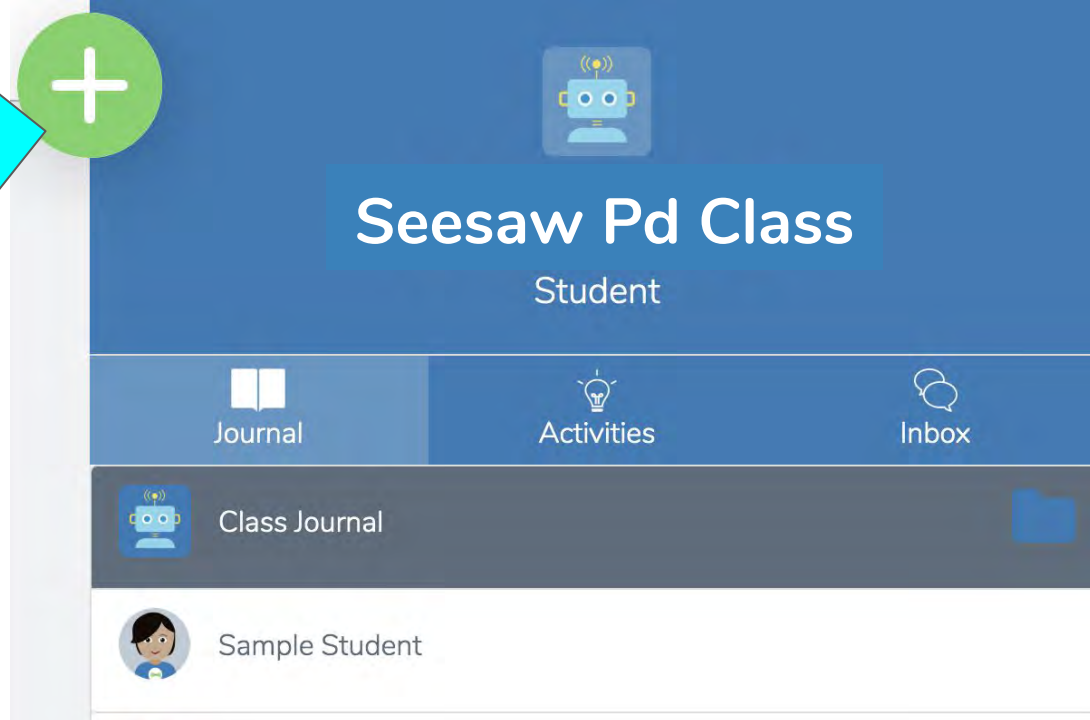 Seesaw Pd Class
Student
Journal Activities Inbox
Class Journal
Sample Student